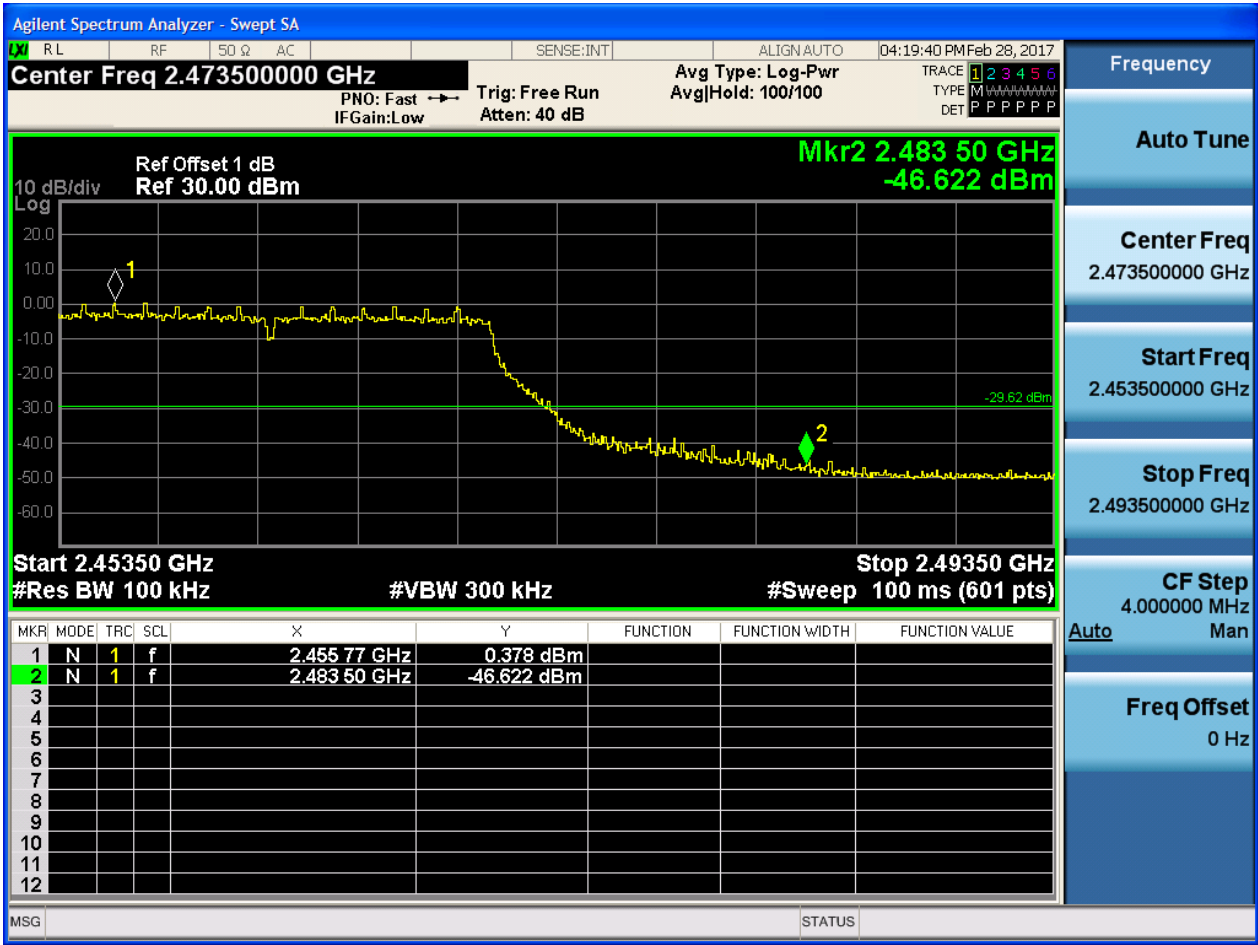 Agilent Spectrum Analyzer - Swept SA
LXI RL RF 50 Ω AC SENSE:INT ALIGN AUTO 04:19:40 PM Feb 28, 2017
Center Freq 2.473500000 GHz
PNO: Fast
IFGain:Low
Trig: Free Run
Atten: 40 dB
Avg Type: Log-Pwr
Avg|Hold: 100/100
TRACE 1 2 3 4 5 6
TYPE M
DET P P P P P P
Ref Offset 1 dB
10 dB/div Ref 30.00 dBm
Log
Mkr2 2.483 50 GHz
-46.622 dBm
20.0
10.0
0.00
-10.0
-20.0
-30.0
-40.0
-50.0
-60.0
1
2
-29.62 dBm
Start 2.45350 GHz Stop 2.49350 GHz
#Res BW 100 kHz #VBW 300 kHz #Sweep 100 ms (601 pts)
MKR MODE TRC SCL X Y FUNCTION FUNCTION WIDTH FUNCTION VALUE
1 N 1 f 2.455 77 GHz 0.378 dBm
2 N 1 f 2.483 50 GHz -46.622 dBm
3
4
5
6
7
8
9
10
11
12
MSG STATUS
Frequency
Auto Tune
Center Freq
2.473500000 GHz
Start Freq
2.453500000 GHz
Stop Freq
2.493500000 GHz
CF Step
4.000000 MHz
Auto Man
Freq Offset
0 Hz